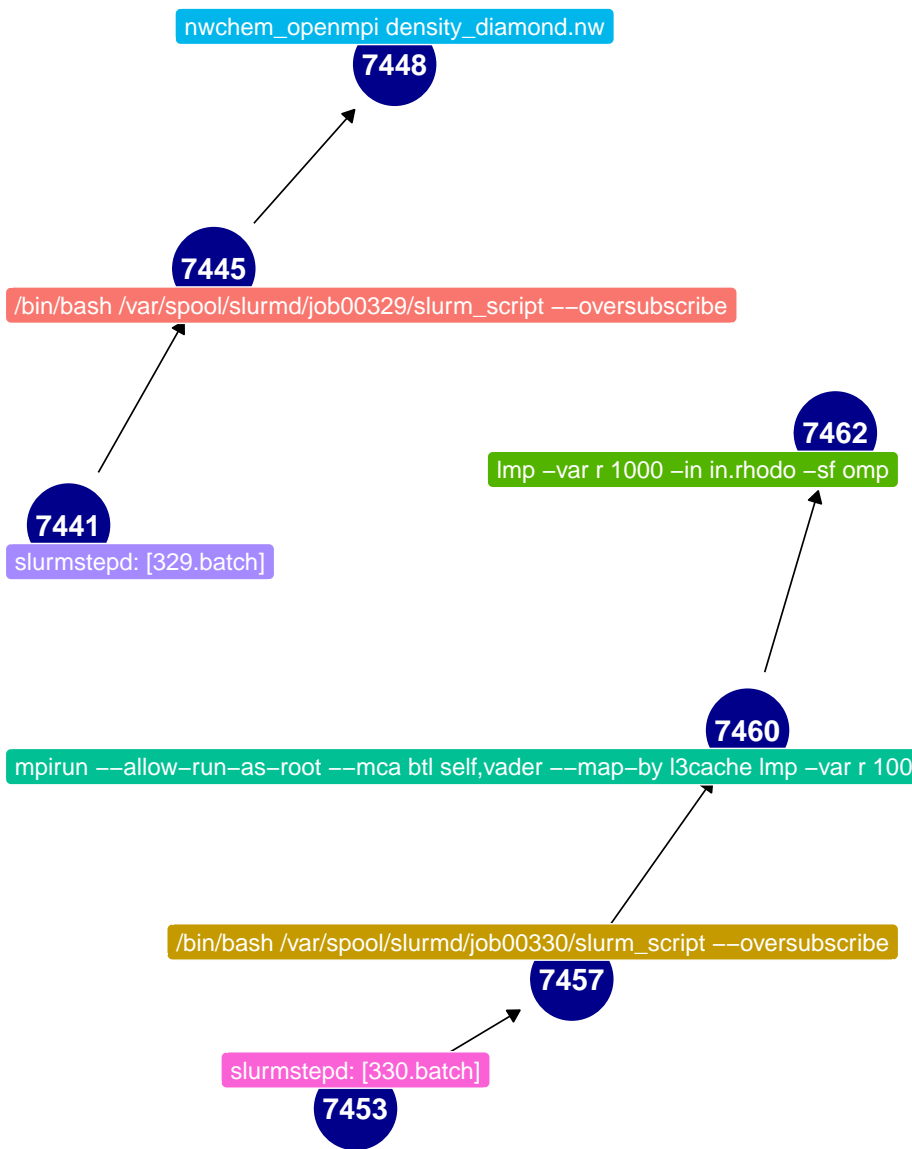 nwchem_openmpi density_diamond.nw
7448
7445
/bin/bash /var/spool/slurmd/job00329/slurm_script −−oversubscribe
7462
lmp −var r 1000 −in in.rhodo −sf omp
7441
slurmstepd: [329.batch]
7460
mpirun −−allow−run−as−root −−mca btl self,vader −−map−by l3cache lmp −var r 100
/bin/bash /var/spool/slurmd/job00330/slurm_script −−oversubscribe
7457
slurmstepd: [330.batch]
7453